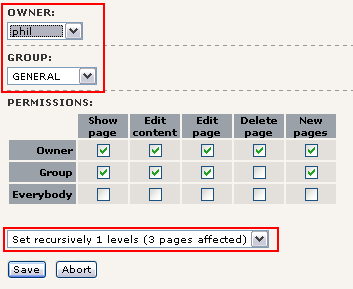 OWNER:
phil
GROUP:
GENERAL
PERMISSIONS:
Show page Edit content Edit page Delete page New pages
Owner
Group
Everybody
Set recursively 1 levels (3 pages affected)
Save Abort